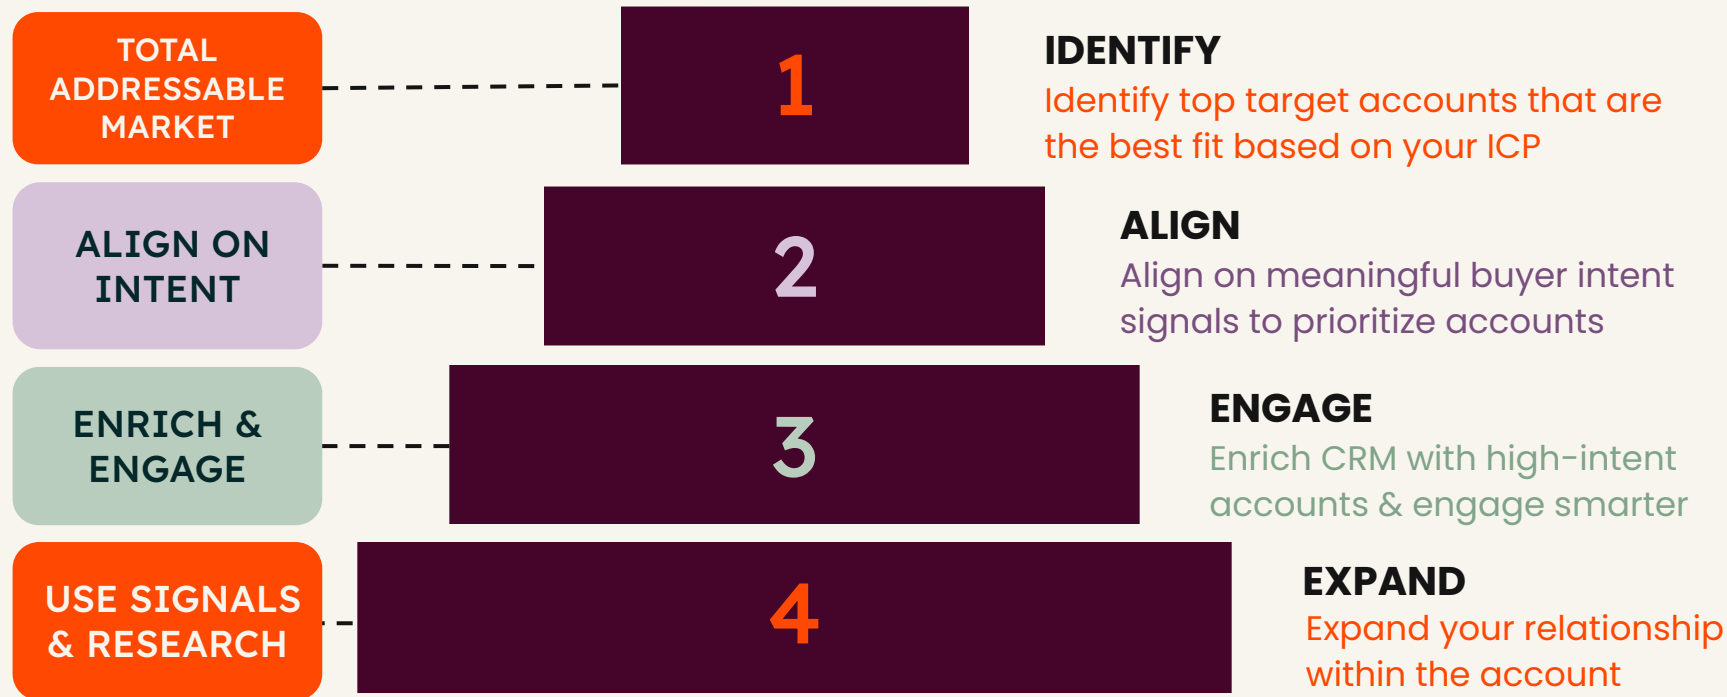 TOTAL
ADDRESSABLE
MARKET
1
IDENTIFY
Identify top target accounts that are
the best fit based on your ICP
ALIGN ON
INTENT
2
ALIGN
Align on meaningful buyer intent
signals to prioritize accounts
ENRICH &
ENGAGE
3
ENGAGE
Enrich CRM with high-intent
accounts & engage smarter
USE SIGNALS
& RESEARCH
4
EXPAND
Expand your relationship
within the account